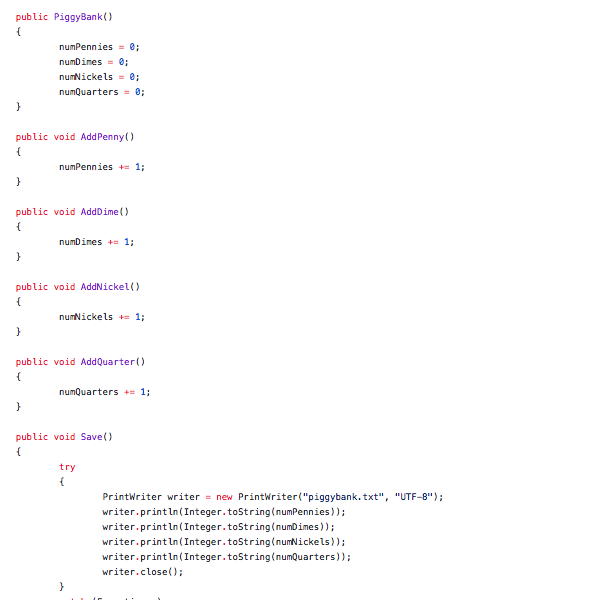 public PiggyBank()
{
numPennies = 0;
numDimes = 0;
numNickels = 0;
numQuarters = 0;
}
public void AddPenny()
{
numPennies += 1;
}
public void AddDime()
{
numDimes += 1;
}
public void AddNickel()
{
numNickels += 1;
}
public void AddQuarter()
{
numQuarters += 1;
}
public void Save()
{
try
{
PrintWriter writer = new PrintWriter("piggybank.txt", "UTF-8");
writer.println(Integer.toString(numPennies));
writer.println(Integer.toString(numDimes));
writer.println(Integer.toString(numNickels));
writer.println(Integer.toString(numQuarters));
writer.close();
}